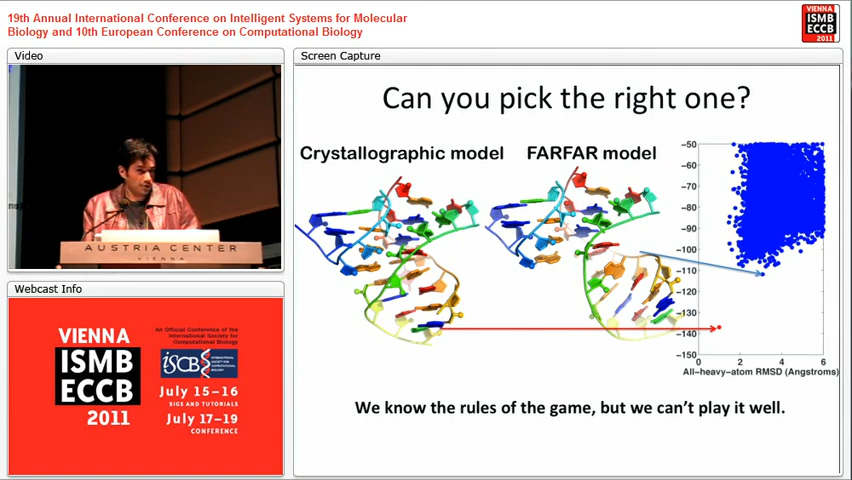 19th Annual International Conference on Intelligent Systems for Molecular
Biology and 10th European Conference on Computational Biology
VIENNA
ISMB
ECCB
2011
Video
Screen Capture
AUSTRIA CENTER
VIENNA
Can you pick the right one?
Crystallographic model
FARFAR model
-50
-60
-70
-80
-90
-100
-110
-120
-130
-140
-150
0
2
4
6
All-heavy-atom RMSD (Angstroms)
We know the rules of the game, but we can't play it well.
Webcast Info
VIENNA
ISMB
ECCB
2011
An Official Conference of the
International Society for
Computational Biology
ISCB
INTERNATIONAL
SOCIETY FOR
COMPUTATIONAL
BIOLOGY
July 15–16
SIGS AND TUTORIALS
July 17–19
CONFERENCE